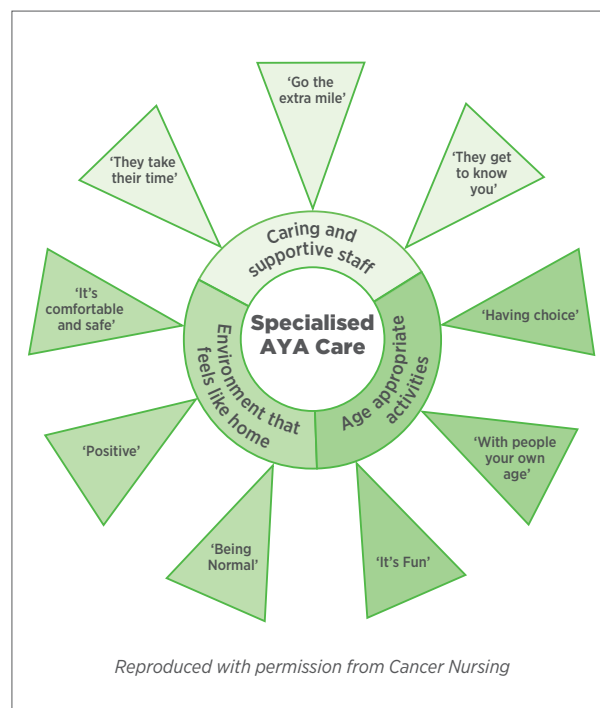 ‘Go the
extra mile’
‘They take
their time’
‘They get
to know
you’
Caring and
supportive staff
‘It’s
comfortable
and safe’
Specialised
AYA Care
‘Having choice’
Environment that
feels like home
Age appropriate
activities
‘Positive’
‘With people
your own
age’
‘Being
Normal’
‘It’s Fun’
Reproduced with permission from Cancer Nursing